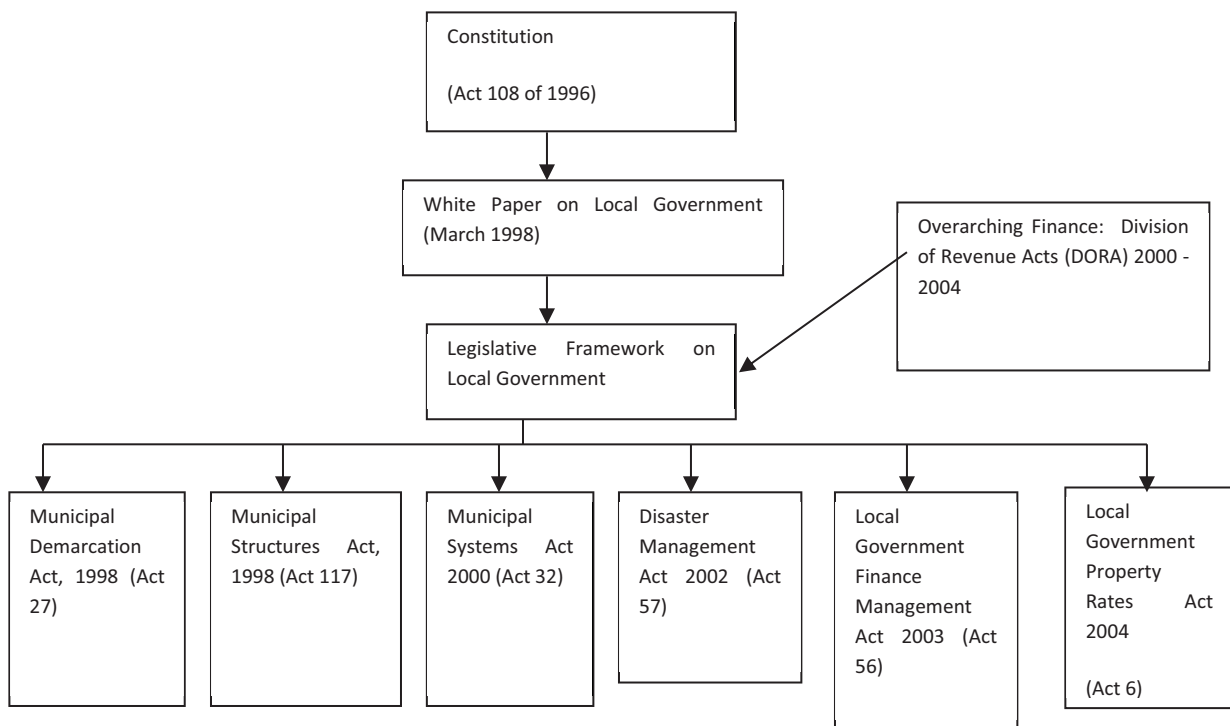 Constitution
(Act 108 of 1996)
White Paper on Local Government
(March 1998)
Overarching Finance: Division
of Revenue Acts (DORA) 2000 -
2004
Legislative Framework on
Local Government
Municipal
Demarcation
Act, 1998 (Act
27)
Municipal
Structures Act,
1998 (Act 117)
Municipal
Systems Act
2000 (Act 32)
Disaster
Management
Act 2002 (Act
57)
Local
Government
Finance
Management
Act 2003 (Act
56)
Local
Government
Property
Rates Act
2004
(Act 6)